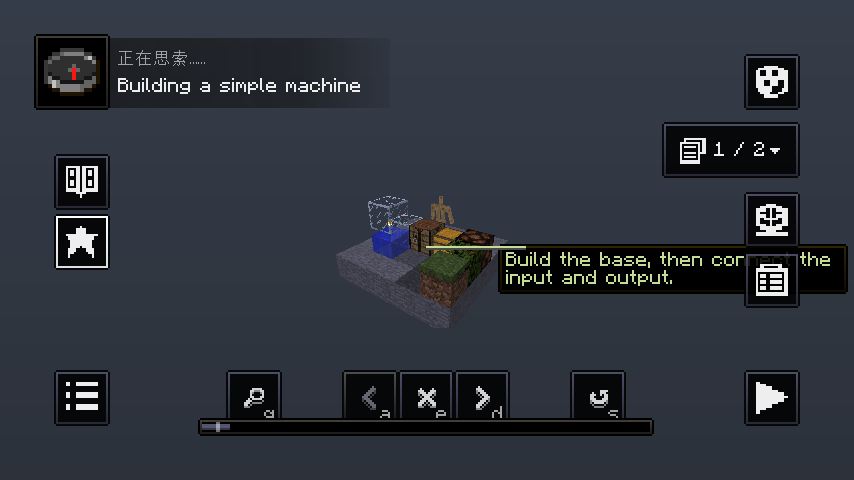 正在思索......
Building a simple machine
1 / 2
Build the base, then connect the
input and output.
q
a
e
d
s